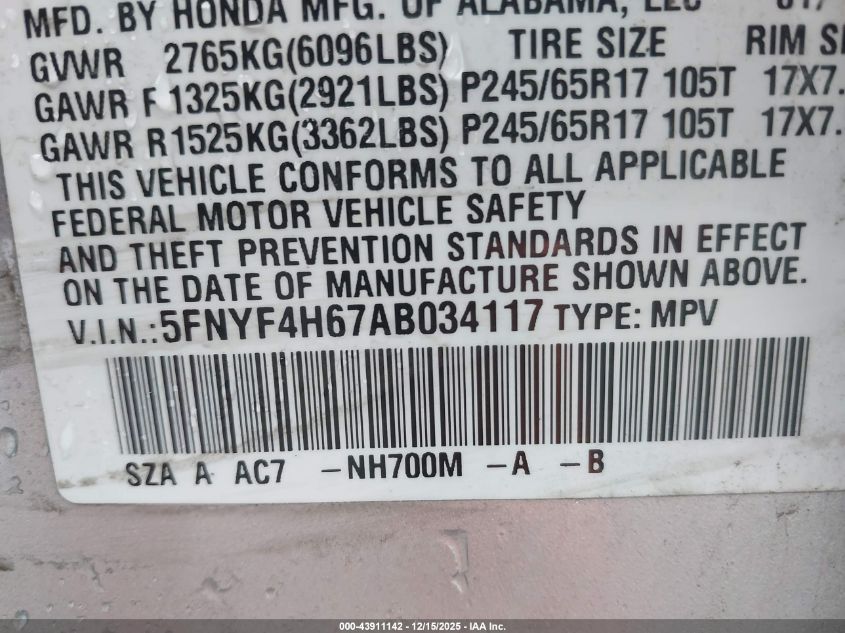 MFD. BY HONDA MFG. OF ALABAMA, LLC
GVWR 2765KG(6096LBS) TIRE SIZE RIM
GAWR F 1325KG(2921LBS) P245/65R17 105T 17X7.
GAWR R 1525KG(3362LBS) P245/65R17 105T 17X7.
THIS VEHICLE CONFORMS TO ALL APPLICABLE
FEDERAL MOTOR VEHICLE SAFETY
AND THEFT PREVENTION STANDARDS IN EFFECT
ON THE DATE OF MANUFACTURE SHOWN ABOVE.
V.I.N.:5FNYF4H67AB034117 TYPE: MPV
SZA A AC7 -NH700M -A -B
000-43911142 - 12/15/2025 - IAA Inc.